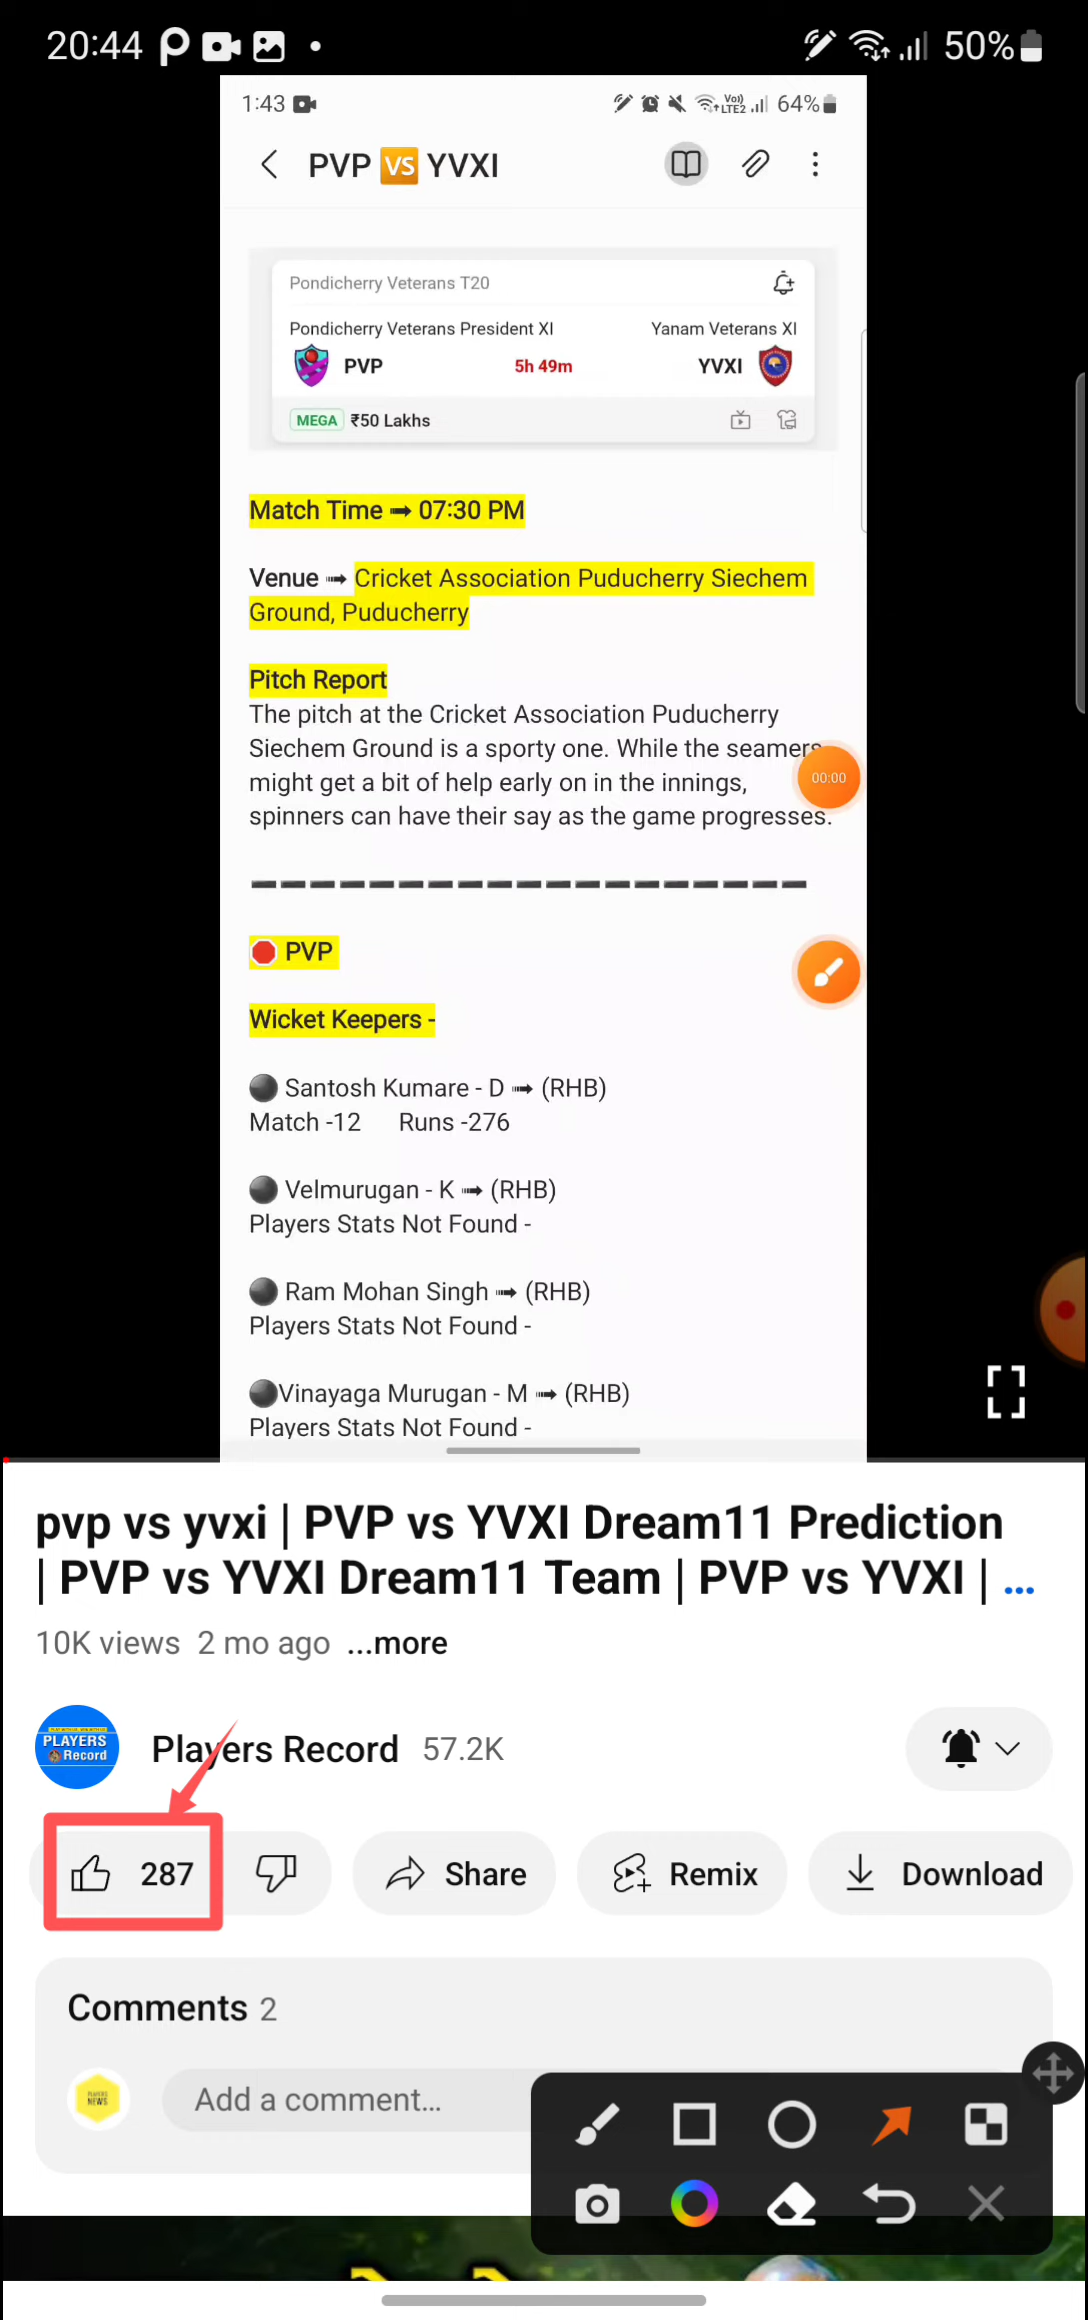 20:44
50%
1:43
Vo)) LTE2
64%
PVP VS YVXI
Pondicherry Veterans T20
Pondicherry Veterans President XI
Yanam Veterans XI
PVP
5h 49m
YVXI
MEGA ₹50 Lakhs
Match Time ➟ 07:30 PM
Venue ➟ Cricket Association Puducherry Siechem
Ground, Puducherry
Pitch Report
The pitch at the Cricket Association Puducherry
Siechem Ground is a sporty one. While the seamers
might get a bit of help early on in the innings,
00:00
spinners can have their say as the game progresses.
PVP
Wicket Keepers -
Santosh Kumare - D ➟ (RHB)
Match -12 Runs -276
Velmurugan - K ➟ (RHB)
Players Stats Not Found -
Ram Mohan Singh ➟ (RHB)
Players Stats Not Found -
Vinayaga Murugan - M ➟ (RHB)
Players Stats Not Found -
pvp vs yvxi | PVP vs YVXI Dream11 Prediction
| PVP vs YVXI Dream11 Team | PVP vs YVXI | ...
10K views 2 mo ago ...more
PLAYERS
Record
Players Record 57.2K
287
Share
Remix
Download
Comments 2
NEWS
Add a comment...